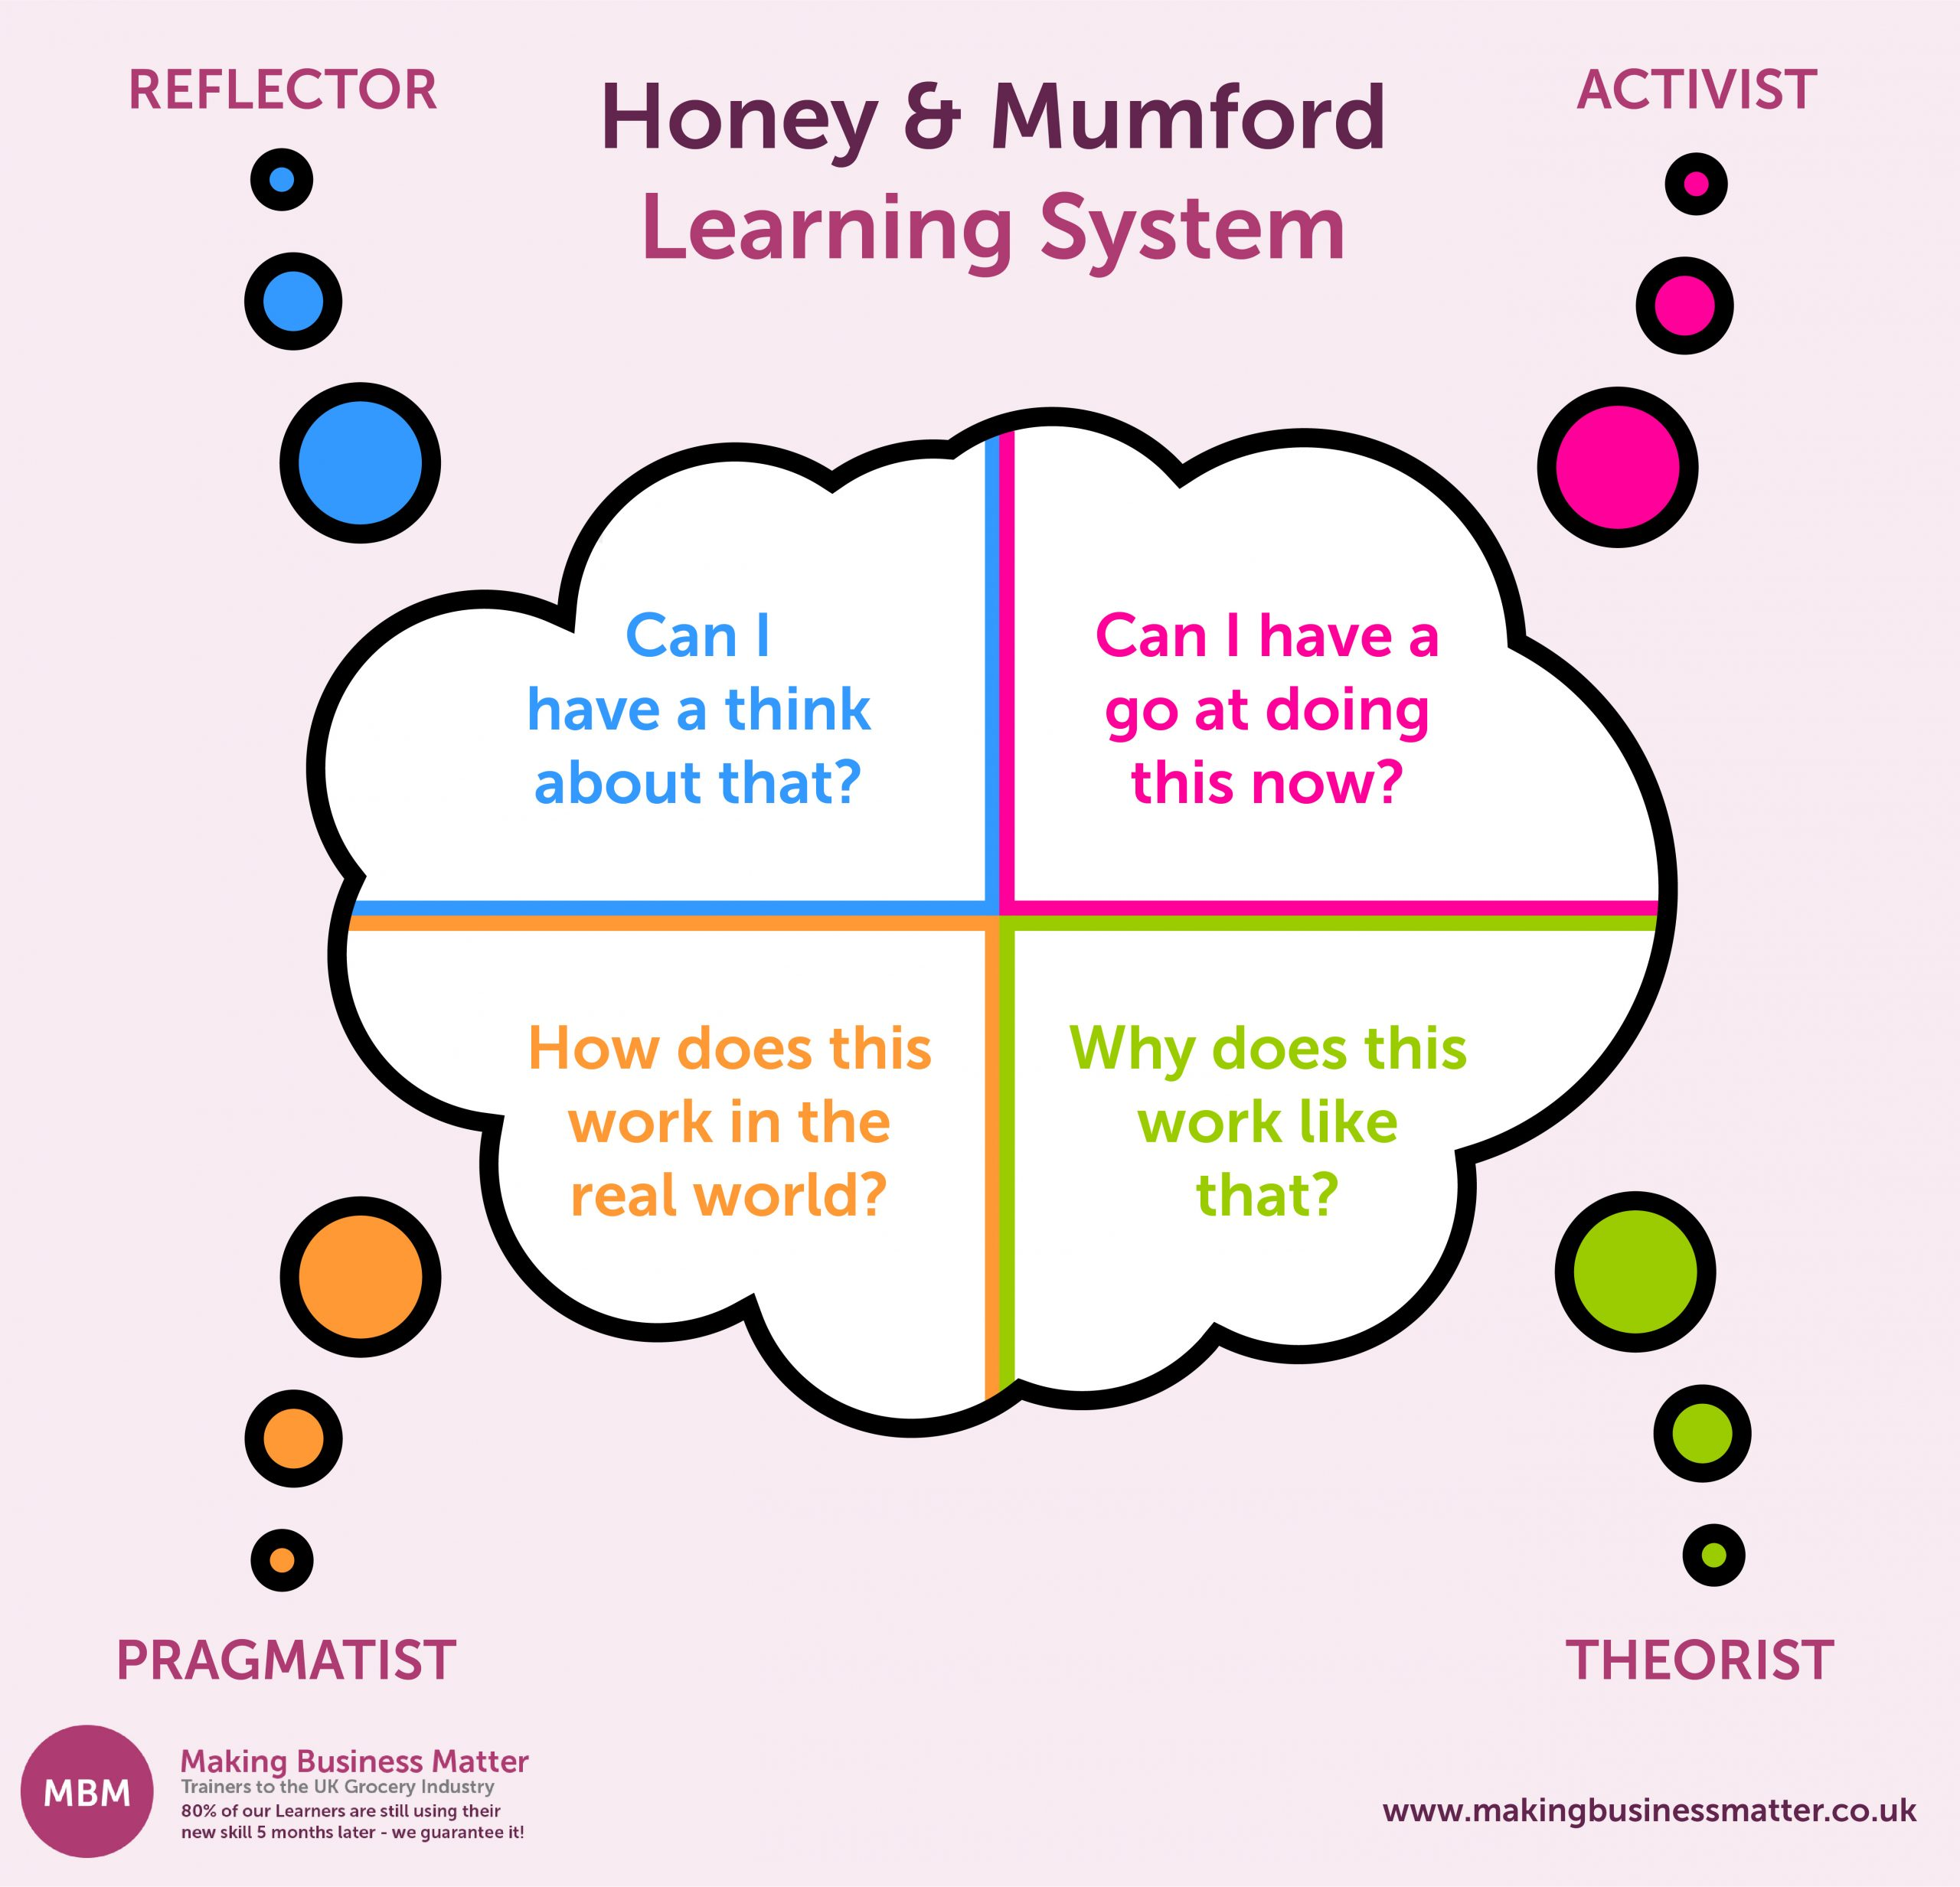 REFLECTOR
Honey & Mumford
Learning System
ACTIVIST
Can I
have a think
about that?
Can I have a
go at doing
this now?
How does this
work in the
real world?
Why does this
work like
that?
PRAGMATIST
THEORIST
MBM
Making Business Matter
Trainers to the UK Grocery Industry
80% of our Learners are still using their
new skill 5 months later - we guarantee it!
www.makingbusinessmatter.co.uk